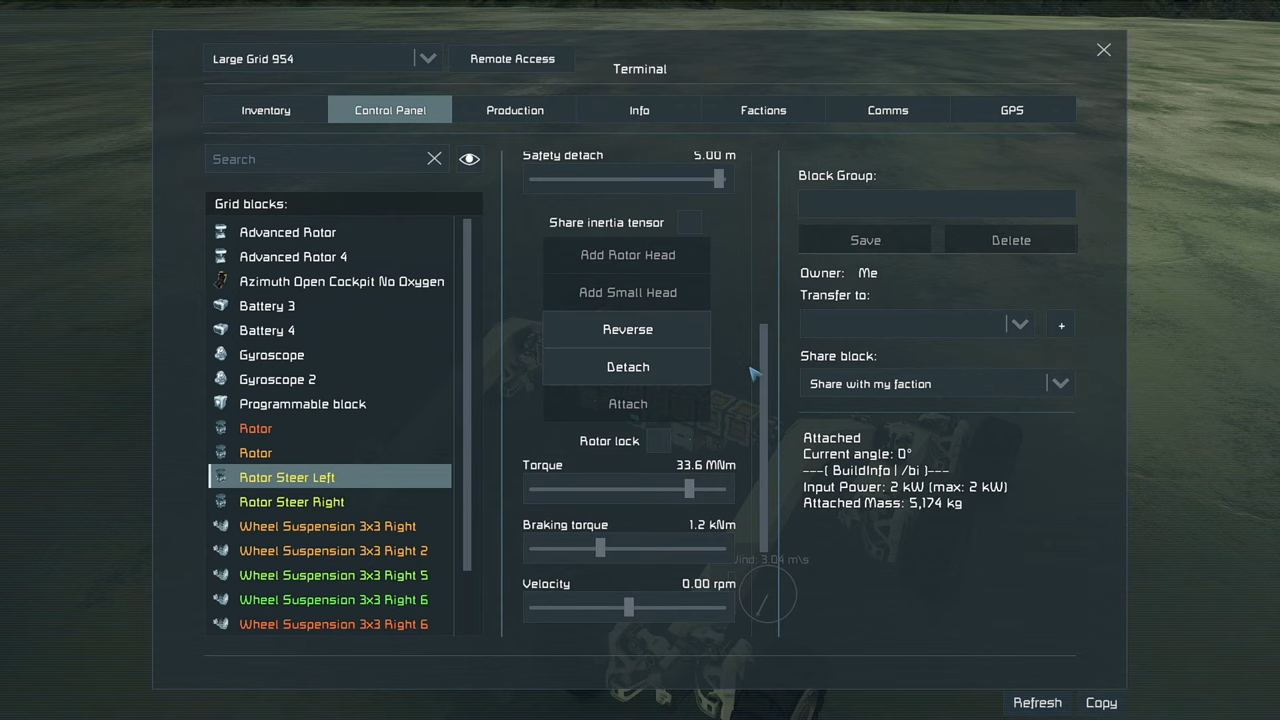 Large Grid 954
Remote Access
Terminal
Inventory
Control Panel
Production
Info
Factions
Comms
GPS
Search
Grid blocks:
Advanced Rotor
Advanced Rotor 4
Azimuth Open Cockpit No Oxygen
Battery 3
Battery 4
Gyroscope
Gyroscope 2
Programmable block
Rotor
Rotor
Rotor Steer Left
Rotor Steer Right
Wheel Suspension 3x3 Right
Wheel Suspension 3x3 Right 2
Wheel Suspension 3x3 Right 5
Wheel Suspension 3x3 Right 6
Wheel Suspension 3x3 Right 6
Safety detach 5.00 m
Share inertia tensor
Add Rotor Head
Add Small Head
Reverse
Detach
Attach
Rotor lock
Torque 33.6 MNm
Braking torque 1.2 kNm
Velocity 0.00 rpm
Wind: 3.04 m\s
Block Group:
Save
Delete
Owner: Me
Transfer to:
+
Share block:
Share with my faction
Attached
Current angle: 0°
---( BuildInfo | /bi )---
Input Power: 2 kW (max: 2 kW)
Attached Mass: 5,174 kg
Refresh
Copy